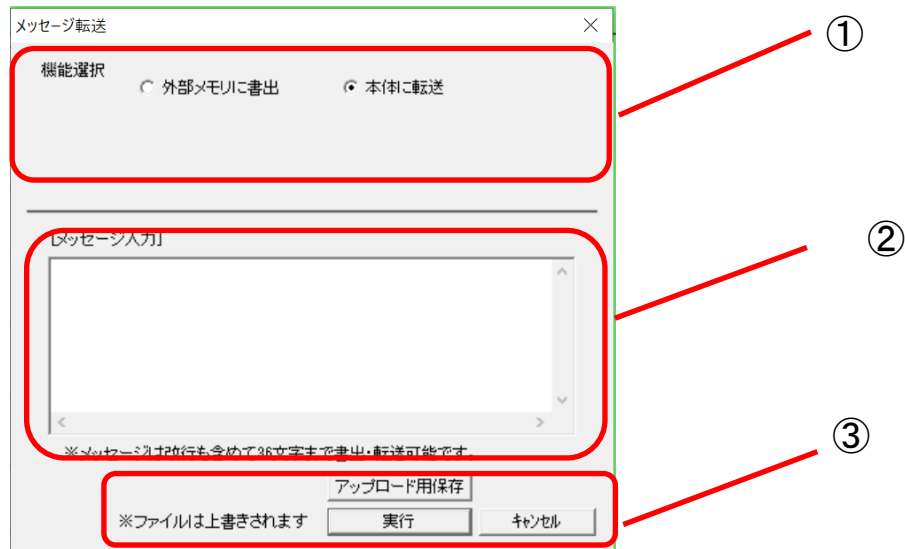 メッセージ転送
①
機能選択
外部メモリに書出 本体に転送
②
[メッセージ入力]
③
※メッセージは改行も含めて36文字まで書出・転送可能です。
アップロード用保存
※ファイルは上書きされます 実行 キャンセル